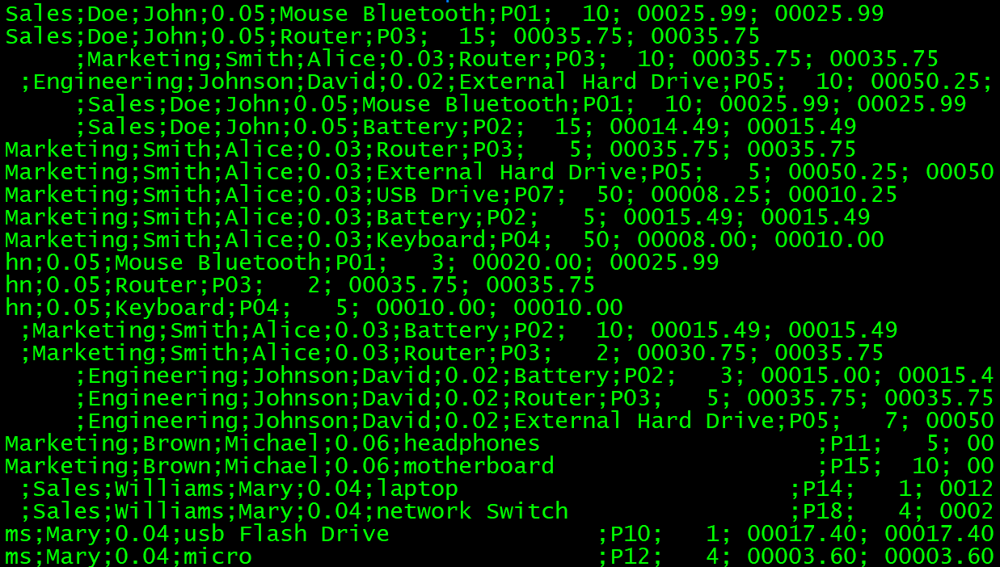 Sales;Doe;John;0.05;Mouse Bluetooth;P01;  10; 00025.99; 00025.99
Sales;Doe;John;0.05;Router;P03;  15; 00035.75; 00035.75
     ;Marketing;Smith;Alice;0.03;Router;P03;  10; 00035.75; 00035.75
 ;Engineering;Johnson;David;0.02;External Hard Drive;P05;  10; 00050.25;
     ;Sales;Doe;John;0.05;Mouse Bluetooth;P01;  10; 00025.99; 00025.99
     ;Sales;Doe;John;0.05;Battery;P02;  15; 00014.49; 00015.49
Marketing;Smith;Alice;0.03;Router;P03;   5; 00035.75; 00035.75
Marketing;Smith;Alice;0.03;External Hard Drive;P05;   5; 00050.25; 00050
Marketing;Smith;Alice;0.03;USB Drive;P07;  50; 00008.25; 00010.25
Marketing;Smith;Alice;0.03;Battery;P02;   5; 00015.49; 00015.49
Marketing;Smith;Alice;0.03;Keyboard;P04;  50; 00008.00; 00010.00
hn;0.05;Mouse Bluetooth;P01;   3; 00020.00; 00025.99
hn;0.05;Router;P03;   2; 00035.75; 00035.75
hn;0.05;Keyboard;P04;   5; 00010.00; 00010.00
 ;Marketing;Smith;Alice;0.03;Battery;P02;  10; 00015.49; 00015.49
 ;Marketing;Smith;Alice;0.03;Router;P03;   2; 00030.75; 00035.75
     ;Engineering;Johnson;David;0.02;Battery;P02;   3; 00015.00; 00015.4
     ;Engineering;Johnson;David;0.02;Router;P03;   5; 00035.75; 00035.75
     ;Engineering;Johnson;David;0.02;External Hard Drive;P05;   7; 00050
Marketing;Brown;Michael;0.06;headphones                    ;P11;   5; 00
Marketing;Brown;Michael;0.06;motherboard                   ;P15;  10; 00
 ;Sales;Williams;Mary;0.04;laptop                        ;P14;   1; 0012
 ;Sales;Williams;Mary;0.04;network Switch                ;P18;   4; 0002
ms;Mary;0.04;usb Flash Drive               ;P10;   1; 00017.40; 00017.40
ms;Mary;0.04;micro                         ;P12;   4; 00003.60; 00003.60